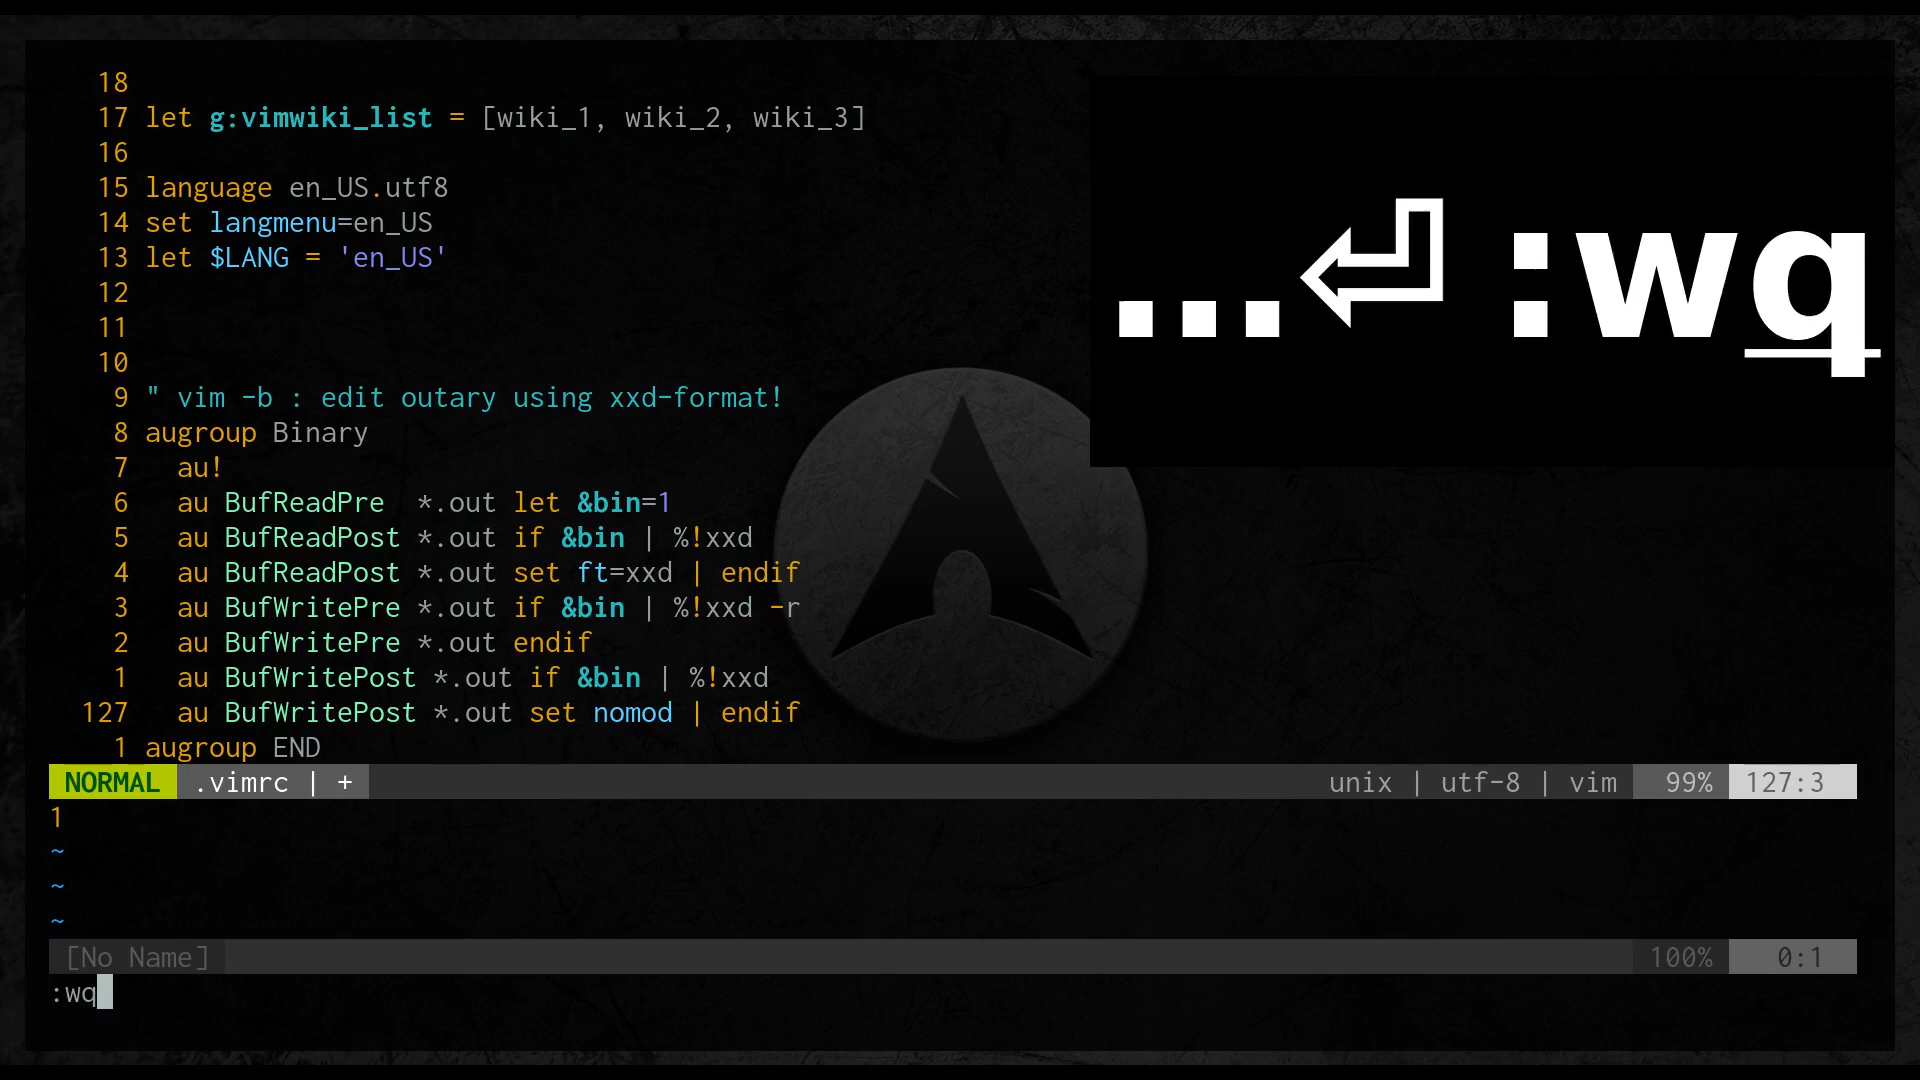 18
17 let g:vimwiki_list = [wiki_1, wiki_2, wiki_3]
16
15 language en_US.utf8
14 set langmenu=en_US
13 let $LANG = 'en_US'
12
11
10
9 " vim -b : edit outary using xxd-format!
8 augroup Binary
7   au!
6   au BufReadPre  *.out let &bin=1
5   au BufReadPost *.out if &bin | %!xxd
4   au BufReadPost *.out set ft=xxd | endif
3   au BufWritePre *.out if &bin | %!xxd -r
2   au BufWritePre *.out endif
1   au BufWritePost *.out if &bin | %!xxd
127   au BufWritePost *.out set nomod | endif
1 augroup END
NORMAL .vimrc | + unix | utf-8 | vim 99% 127:3
1
~
~
~
[No Name] 100% 0:1
:wq
...⏎ :wq